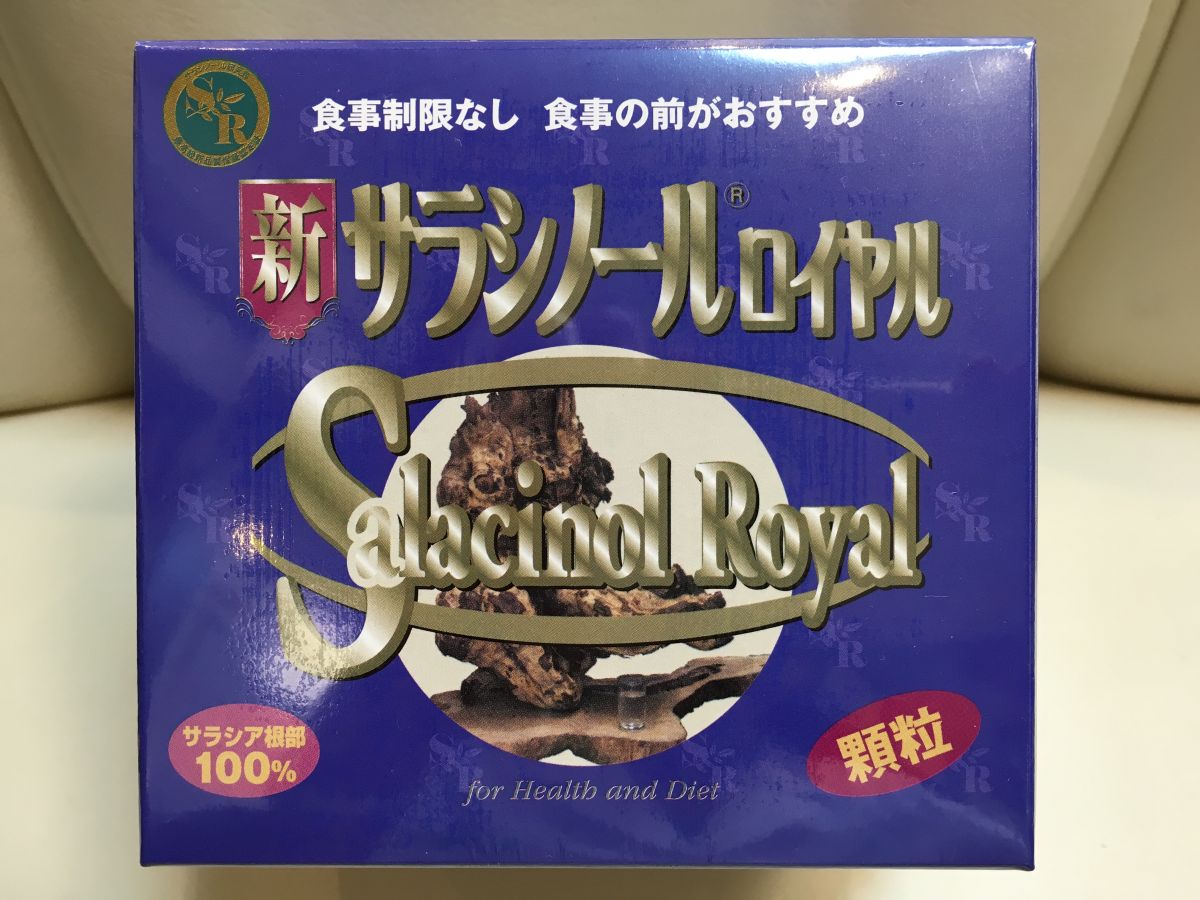 食事制限なし 食事の前がおすすめ
新 サラシノール® ロイヤル
Salacinol Royal
サラシア根部
100%
顆粒
for Health and Diet
SR